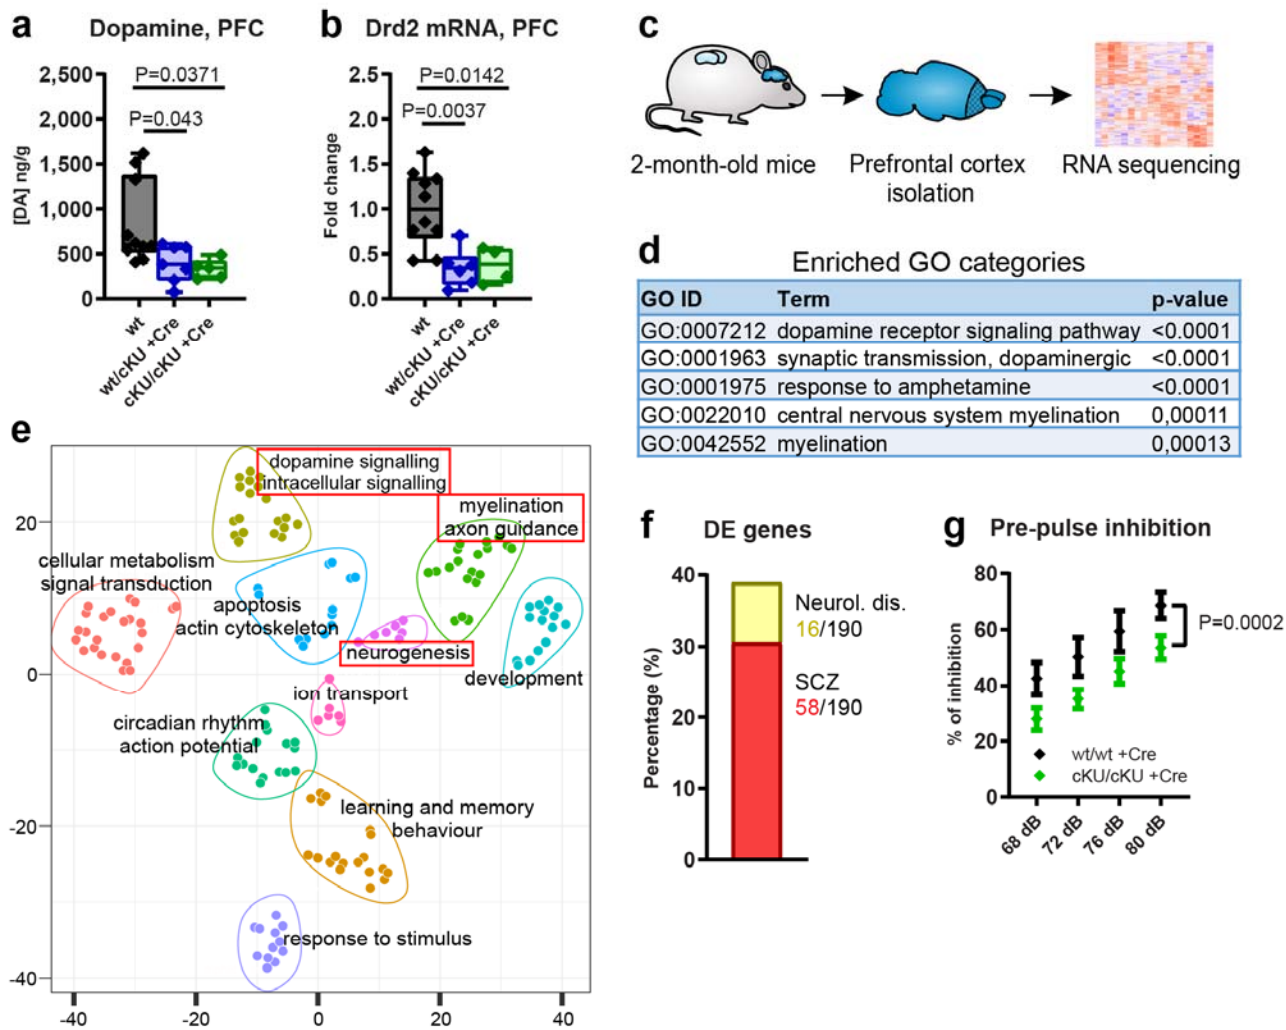 a
Dopamine, PFC
2,500
2,000
1,500
1,000
500
0
[DA] ng/g
P=0.0371
P=0.043
wt
wt/cKU +Cre
cKU/cKU +Cre
b
Drd2 mRNA, PFC
2.5
2.0
1.5
1.0
0.5
0.0
Fold change
P=0.0142
P=0.0037
wt
wt/cKU +Cre
cKU/cKU +Cre
c
2-month-old mice
Prefrontal cortex
isolation
RNA sequencing
d
Enriched GO categories
GO ID Term p-value
GO:0007212 dopamine receptor signaling pathway <0.0001
GO:0001963 synaptic transmission, dopaminergic <0.0001
GO:0001975 response to amphetamine <0.0001
GO:0022010 central nervous system myelination 0,00011
GO:0042552 myelination 0,00013
e
dopamine signalling
intracellular signalling
myelination
axon guidance
cellular metabolism
signal transduction
apoptosis
actin cytoskeleton
neurogenesis
development
ion transport
circadian rhythm
action potential
learning and memory
behaviour
response to stimulus
20
0
-20
-40
-40
-20
0
20
40
f
DE genes
40
30
20
10
0
Percentage (%)
Neurol. dis.
16/190
SCZ
58/190
g
Pre-pulse inhibition
80
60
40
20
0
% of inhibition
P=0.0002
wt/wt +Cre
cKU/cKU +Cre
68 dB
72 dB
76 dB
80 dB